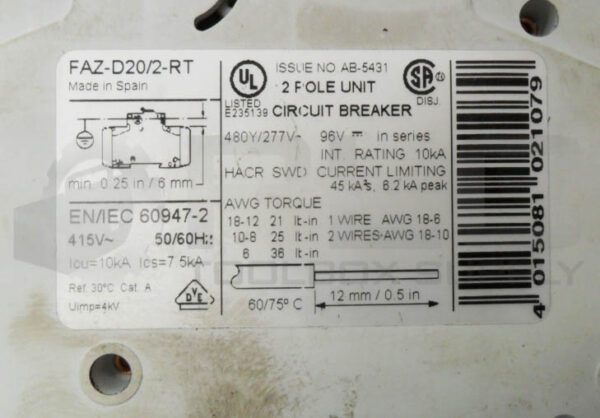 FAZ-D20/2-RT
Made in Spain
min. 0.25 in / 6 mm
EN/IEC 60947-2
415V~ 50/60Hz
Icu=10kA Ics=7.5kA
Ref. 30°C Cat. A
Uimp=4kV
DVE
UL
LISTED
E235139
ISSUE NO AB-5431
2 POLE UNIT
CIRCUIT BREAKER
SA
DISJ.
480Y/277V~ 96V in series
INT. RATING 10kA
HACR SWD CURRENT LIMITING
45 kA²s, 6.2 kA peak
AWG TORQUE
18-12 21 lt-in 1 WIRE AWG 18-6
10-8 25 lt-in 2 WIRES AWG 18-10
6 36 lt-in
60/75°C
12 mm / 0.5 in
4 015081 021079
TOOLBOX SUPPLY